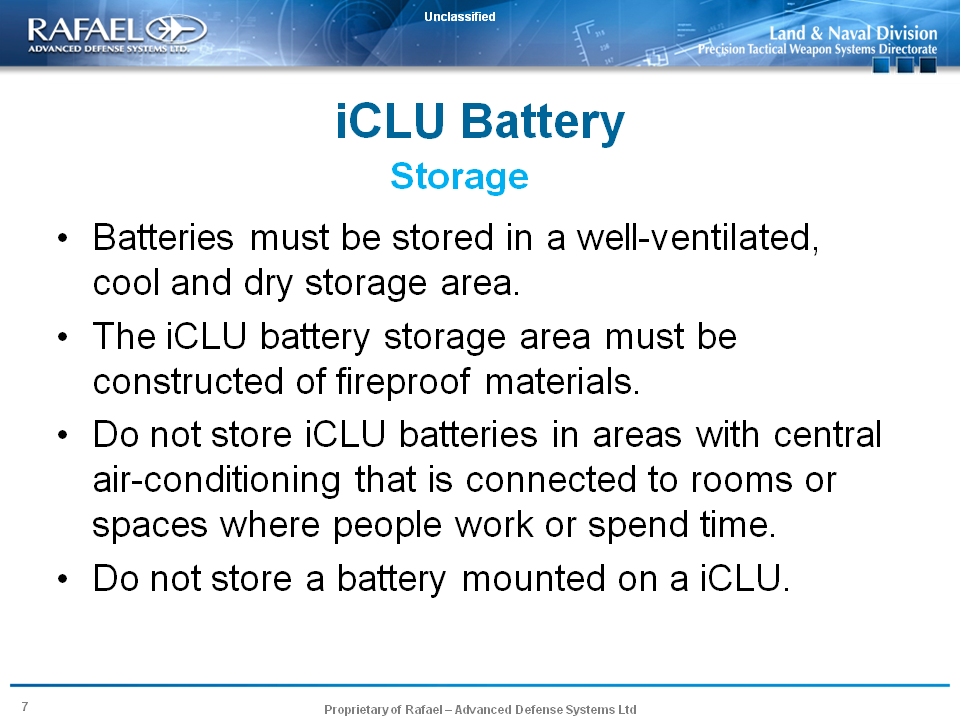 Unclassified
RAFAEL
ADVANCED DEFENSE SYSTEMS LTD.
Land & Naval Division
Precision Tactical Weapon Systems Directorate
iCLU Battery
Storage
• Batteries must be stored in a well-ventilated,
cool and dry storage area.
• The iCLU battery storage area must be
constructed of fireproof materials.
• Do not store iCLU batteries in areas with central
air-conditioning that is connected to rooms or
spaces where people work or spend time.
• Do not store a battery mounted on a iCLU.
7
Proprietary of Rafael – Advanced Defense Systems Ltd